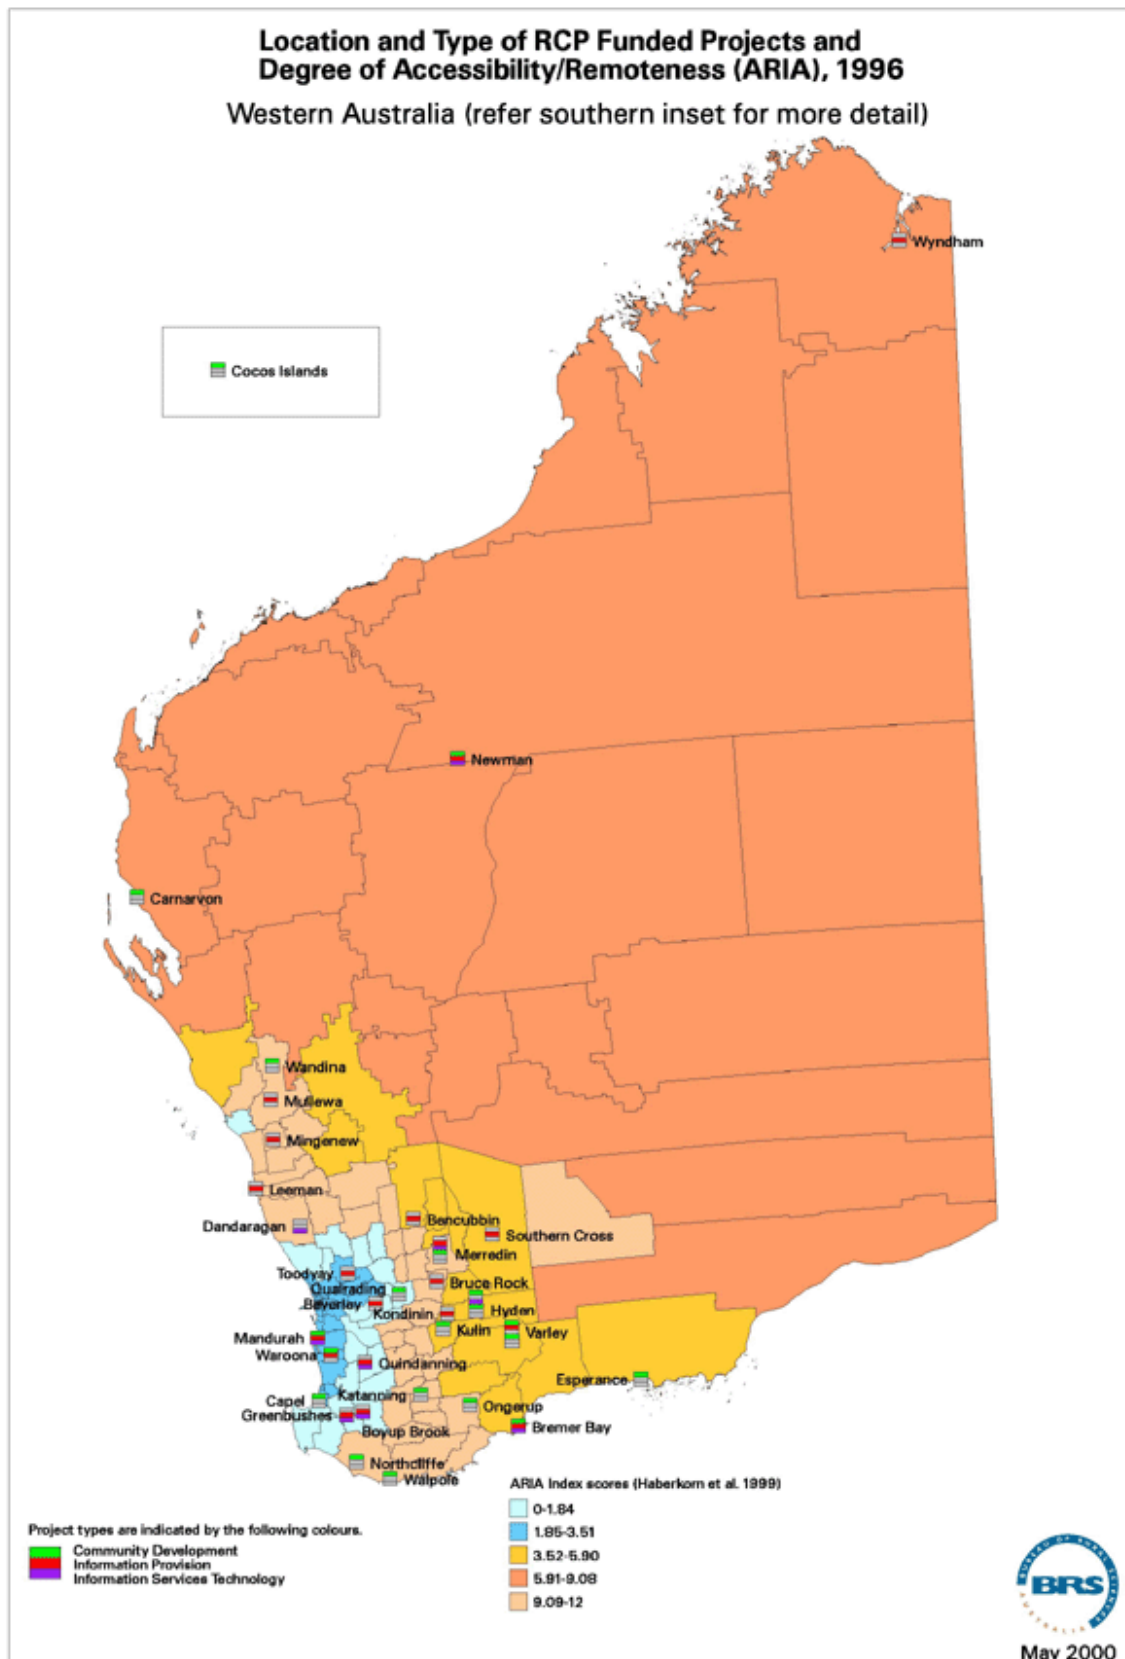 Location and Type of RCP Funded Projects and
Degree of Accessibility/Remoteness (ARIA), 1996
Western Australia (refer southern inset for more detail)
Wyndham
Cocos Islands
Newman
Carnarvon
Wandina
Mullewa
Mingenew
Leeman
Dandaragan
Bencubbin
Southern Cross
Merredin
Toodyay
Quairading
Bruce Rock
Beverley
Kondinin
Hyden
Kulin
Varley
Mandurah
Waroona
Quindanning
Esperance
Capel
Katanning
Ongerup
Greenbushes
Boyup Brook
Bremer Bay
Northcliffe
Walpole
ARIA Index scores (Haberkorn et al. 1999)
0-1.84
1.85-3.51
3.52-5.90
5.91-9.08
9.09-12
Project types are indicated by the following colours.
Community Development
Information Provision
Information Services Technology
BUREAU OF RURAL SCIENCES
BRS
AUSTRALIA
May 2000